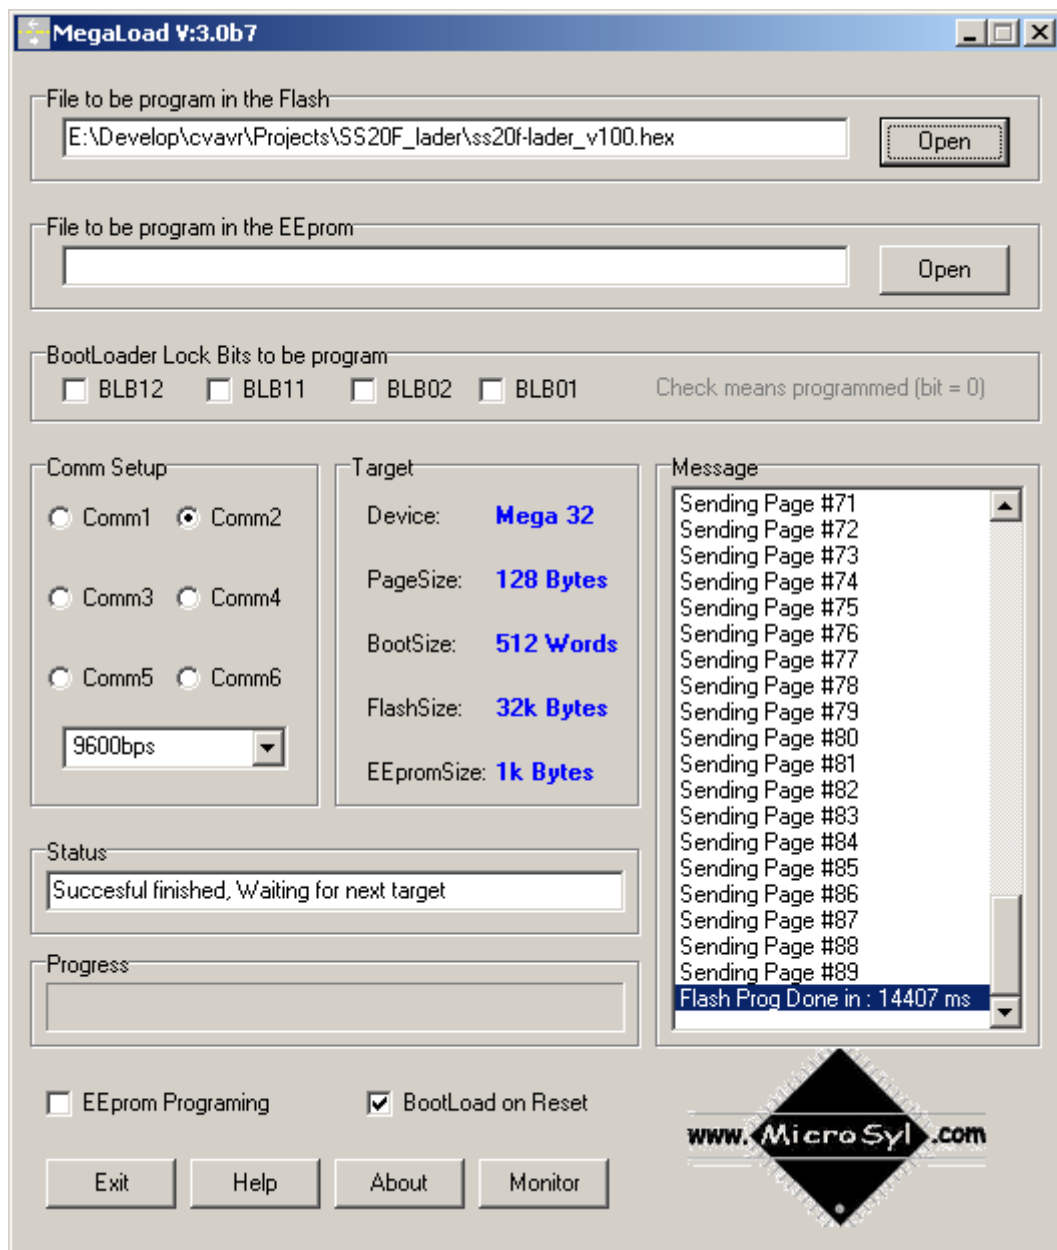 MegaLoad V:3.0b7
File to be program in the Flash
E:\Develop\cvavr\Projects\SS20F_lader\ss20f-lader_v100.hex
Open
File to be program in the EEprom
Open
BootLoader Lock Bits to be program
BLB12 BLB11 BLB02 BLB01 Check means programmed (bit = 0)
Comm Setup
Comm1 Comm2
Comm3 Comm4
Comm5 Comm6
9600bps
Target
Device: Mega 32
PageSize: 128 Bytes
BootSize: 512 Words
FlashSize: 32k Bytes
EEpromSize: 1k Bytes
Message
Sending Page #71
Sending Page #72
Sending Page #73
Sending Page #74
Sending Page #75
Sending Page #76
Sending Page #77
Sending Page #78
Sending Page #79
Sending Page #80
Sending Page #81
Sending Page #82
Sending Page #83
Sending Page #84
Sending Page #85
Sending Page #86
Sending Page #87
Sending Page #88
Sending Page #89
Flash Prog Done in : 14407 ms
Status
Succesful finished, Waiting for next target
Progress
EEprom Programing BootLoad on Reset
www.MicroSyl.com
Exit Help About Monitor